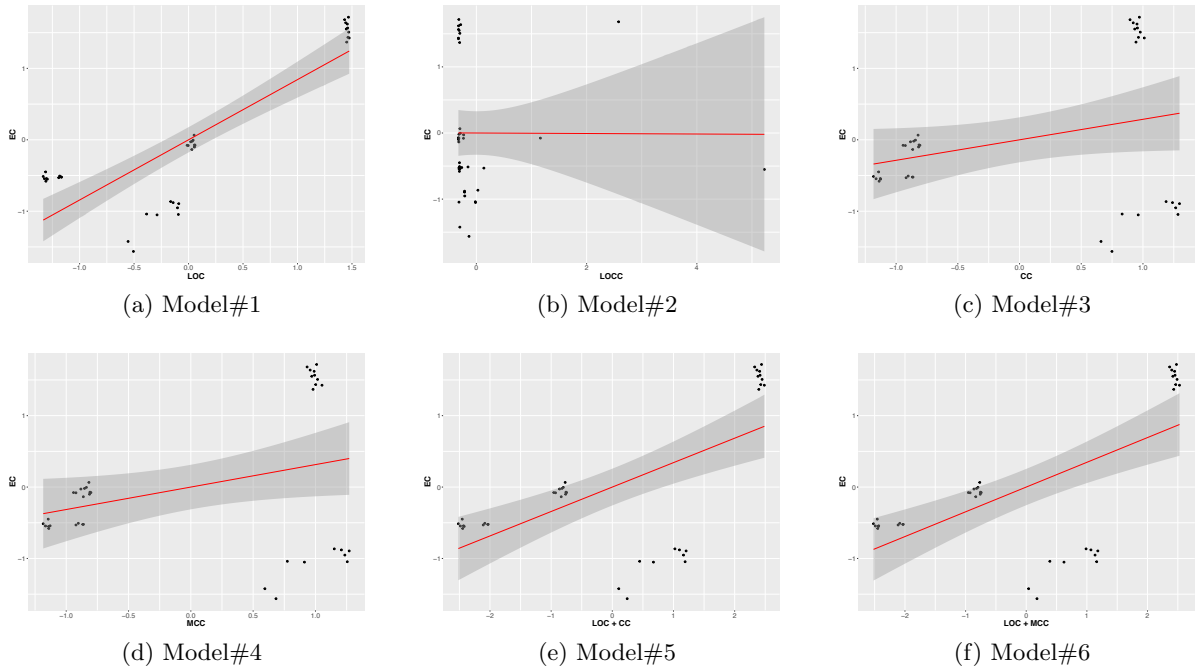 EC
1
0
−1
−1.0
−0.5
0.0
0.5
1.0
1.5
LOC
(a) Model#1
EC
1
0
−1
0
2
4
LOCC
(b) Model#2
EC
1
0
−1
−1.0
−0.5
0.0
0.5
1.0
CC
(c) Model#3
EC
1
0
−1
−1.0
−0.5
0.0
0.5
1.0
MCC
(d) Model#4
EC
1
0
−1
−2
−1
0
1
2
LOC + CC
(e) Model#5
EC
1
0
−1
−2
−1
0
1
2
LOC + MCC
(f) Model#6